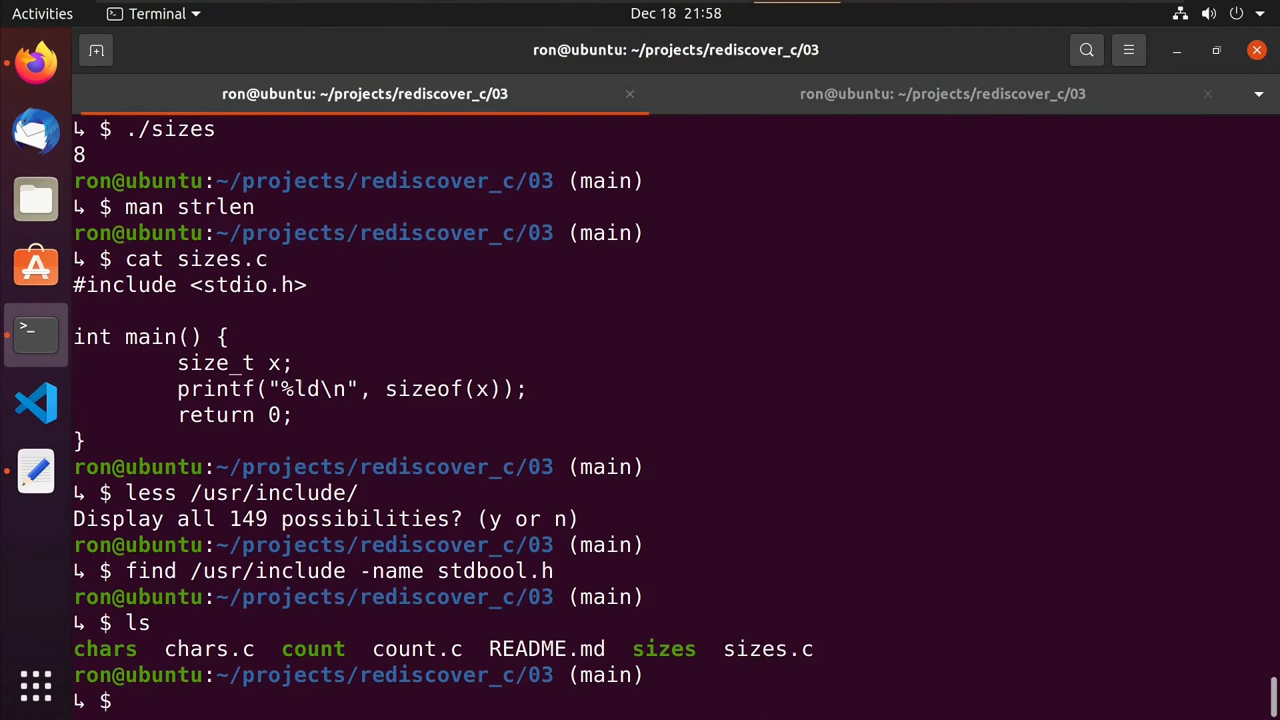 Activities
Terminal
Dec 18 21:58
ron@ubuntu: ~/projects/rediscover_c/03
ron@ubuntu: ~/projects/rediscover_c/03
ron@ubuntu: ~/projects/rediscover_c/03
↳ $ ./sizes
8
ron@ubuntu:~/projects/rediscover_c/03 (main)
↳ $ man strlen
ron@ubuntu:~/projects/rediscover_c/03 (main)
↳ $ cat sizes.c
#include <stdio.h>
int main() {
        size_t x;
        printf("%ld\n", sizeof(x));
        return 0;
}
ron@ubuntu:~/projects/rediscover_c/03 (main)
↳ $ less /usr/include/
Display all 149 possibilities? (y or n)
ron@ubuntu:~/projects/rediscover_c/03 (main)
↳ $ find /usr/include -name stdbool.h
ron@ubuntu:~/projects/rediscover_c/03 (main)
↳ $ ls
chars  chars.c  count  count.c  README.md  sizes  sizes.c
ron@ubuntu:~/projects/rediscover_c/03 (main)
↳ $